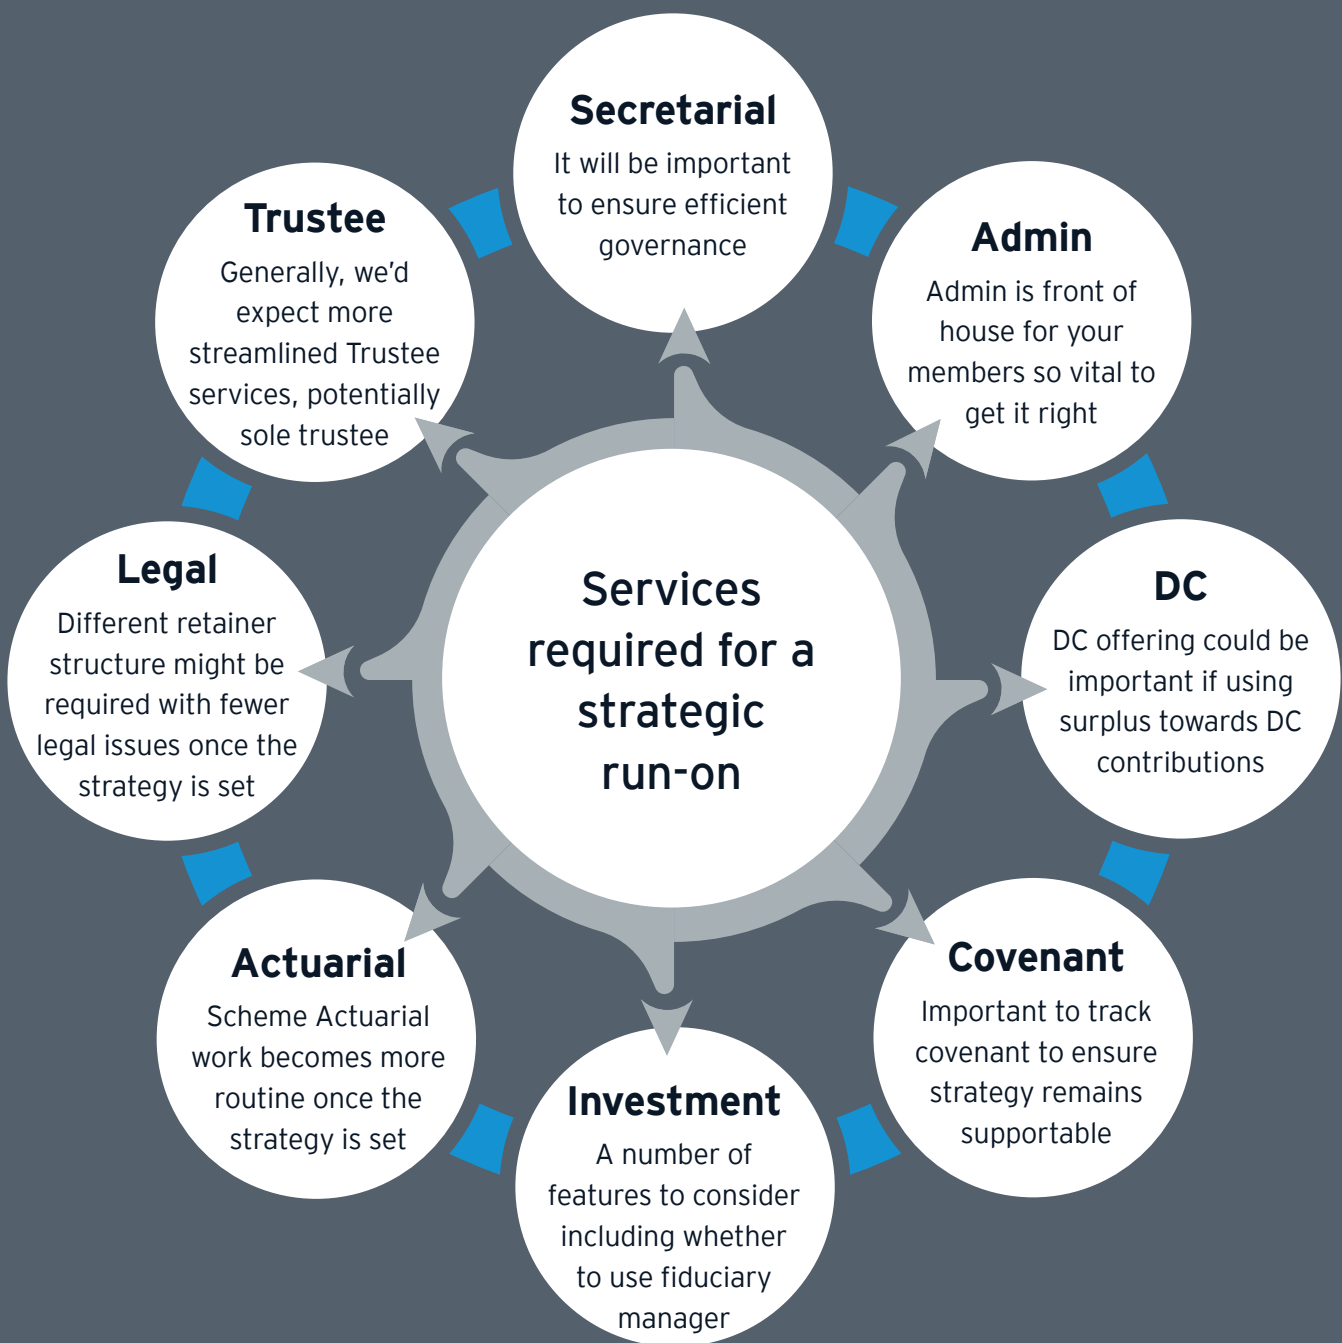 Secretarial
It will be important
to ensure efficient
governance
Trustee
Generally, we’d
expect more
streamlined Trustee
services, potentially
sole trustee
Admin
Admin is front of
house for your
members so vital to
get it right
Legal
Different retainer
structure might be
required with fewer
legal issues once the
strategy is set
Services
required for a
strategic
run-on
DC
DC offering could be
important if using
surplus towards DC
contributions
Actuarial
Scheme Actuarial
work becomes more
routine once the
strategy is set
Investment
A number of
features to consider
including whether
to use fiduciary
manager
Covenant
Important to track
covenant to ensure
strategy remains
supportable